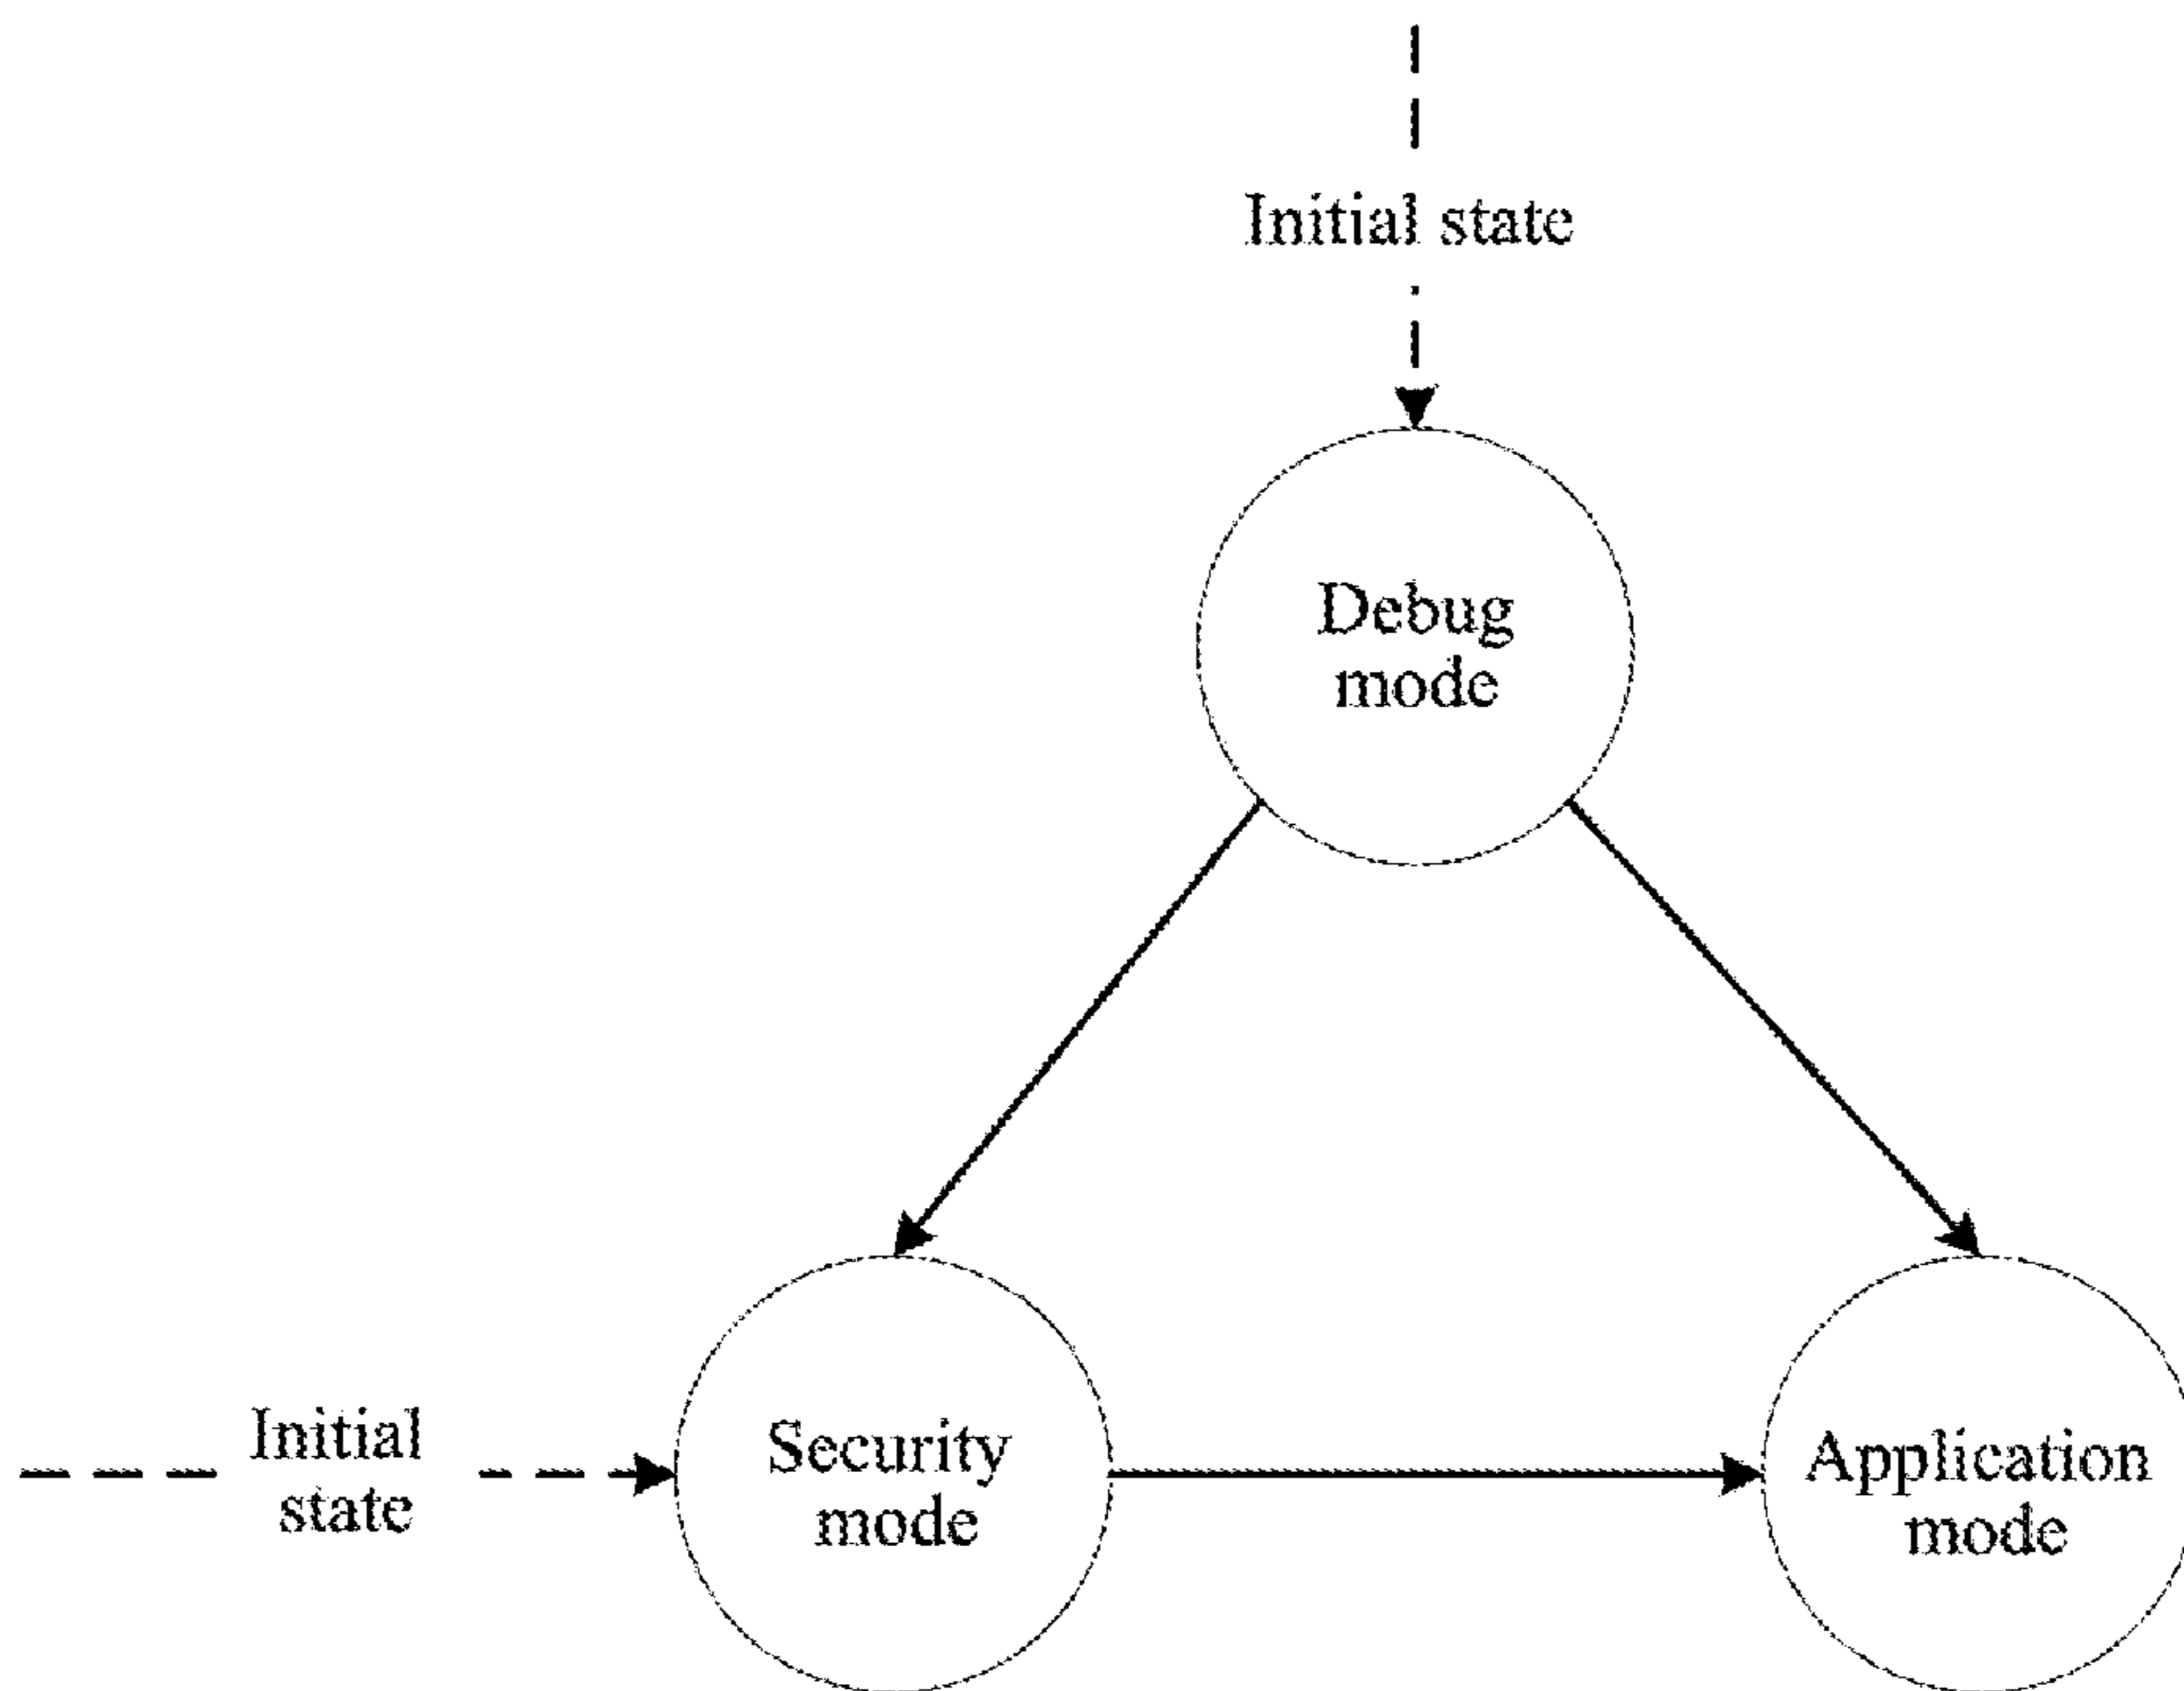 Initial state
Debug
mode
Initial
state
Security
mode
Application
mode